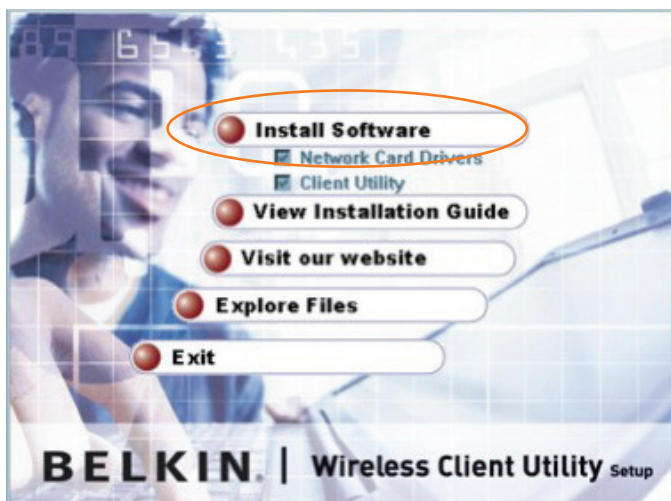 Install Software
Network Card Drivers
Client Utility
View Installation Guide
Visit our website
Explore Files
Exit
BELKIN. | Wireless Client Utility Setup